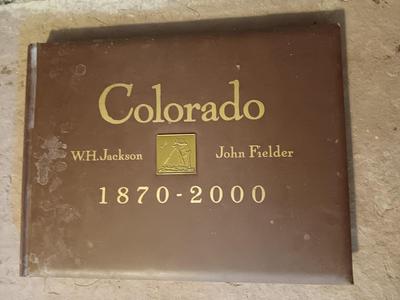 Colorado
W.H.Jackson John Fielder
1870-2000